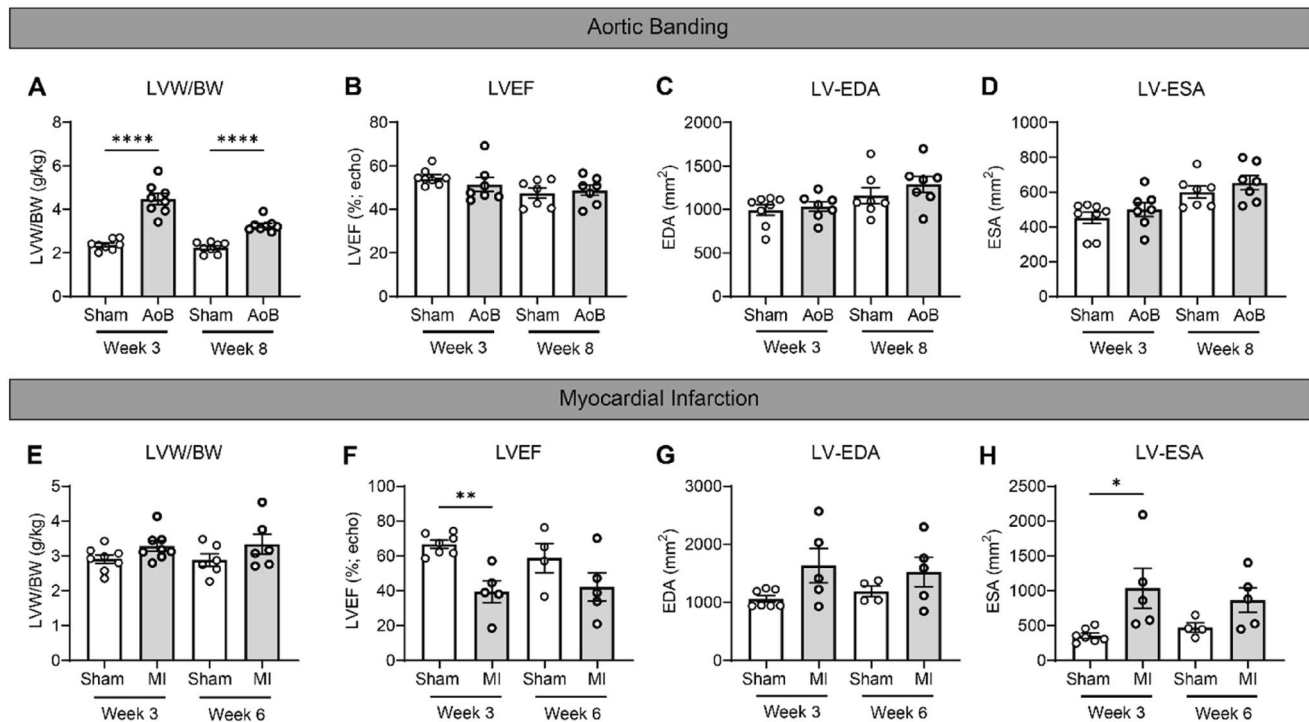 Aortic Banding
A
LVW/BW
LVW/BW (g/kg)
8
6
4
2
0
****
****
Sham AoB Sham AoB
Week 3 Week 8
B
LVEF
LVEF (%; echo)
80
60
40
20
0
Sham AoB Sham AoB
Week 3 Week 8
C
LV-EDA
EDA (mm²)
2000
1500
1000
500
0
Sham AoB Sham AoB
Week 3 Week 8
D
LV-ESA
ESA (mm²)
1000
800
600
400
200
0
Sham AoB Sham AoB
Week 3 Week 8
Myocardial Infarction
E
LVW/BW
LVW/BW (g/kg)
5
4
3
2
1
0
Sham MI Sham MI
Week 3 Week 6
F
LVEF
LVEF (%; echo)
100
80
60
40
20
0
**
Sham MI Sham MI
Week 3 Week 6
G
LV-EDA
EDA (mm²)
3000
2000
1000
0
Sham MI Sham MI
Week 3 Week 6
H
LV-ESA
ESA (mm²)
2500
2000
1500
1000
500
0
*
Sham MI Sham MI
Week 3 Week 6